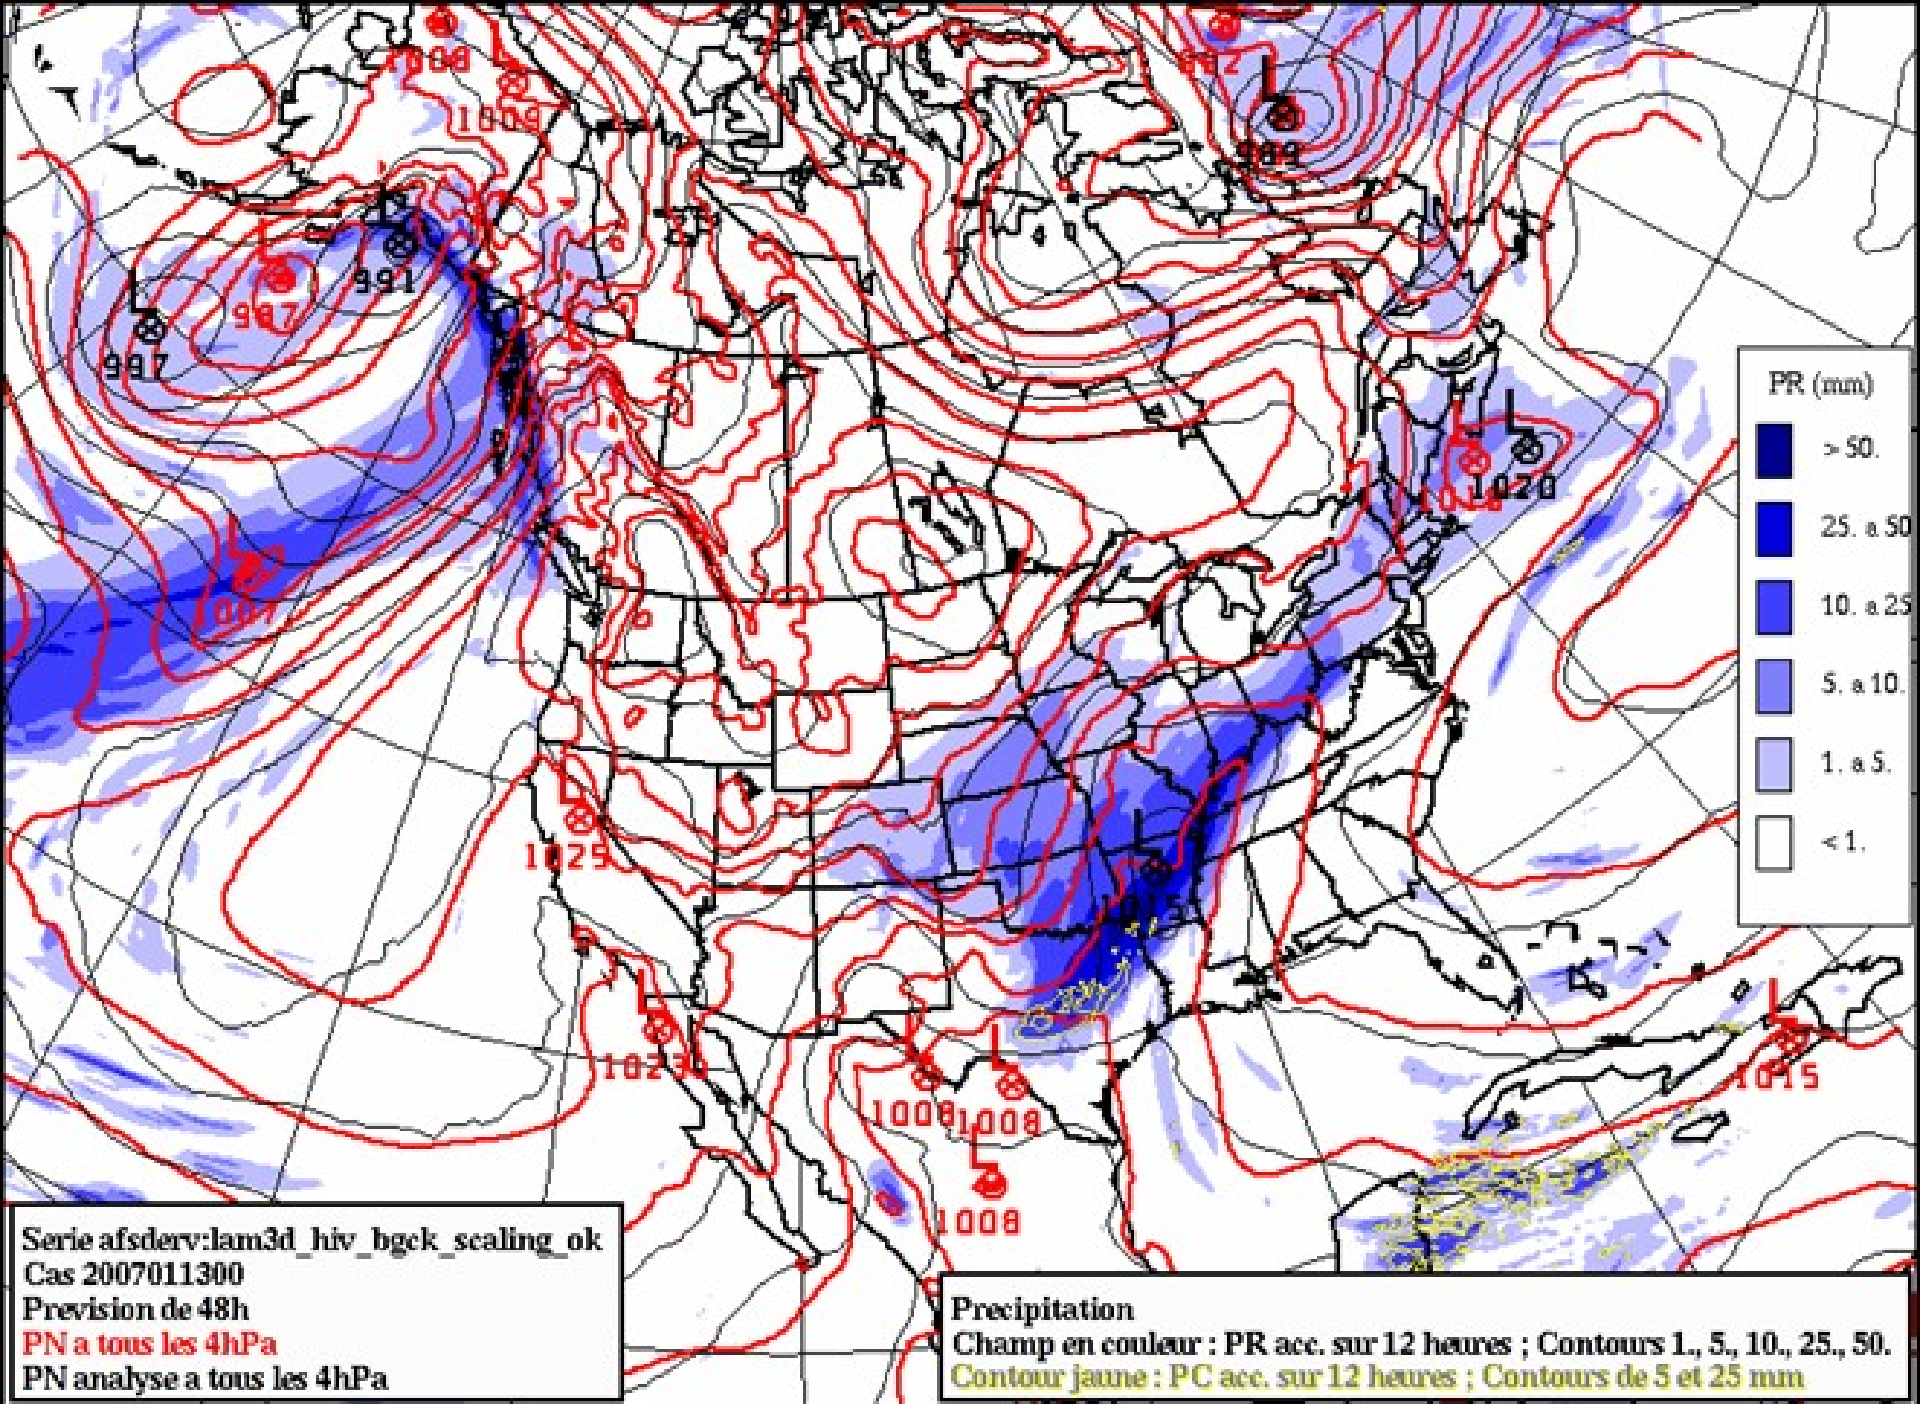 1008
1009
L
989
L
991
L
997
L
987
L
1007
L
L
1020
PR (mm)
> 50.
25. a 50
10. a 25
5. a 10.
1. a 5.
< 1.
L
1025
L
1015
L
1023
L
1008
L
1008
L
1008
L
1015
Serie afsderv:lam3d_hiv_bgck_scaling_ok
Cas 2007011300
Prevision de 48h
PN a tous les 4hPa
PN analyse a tous les 4hPa
Precipitation
Champ en couleur : PR acc. sur 12 heures ; Contours 1., 5., 10., 25., 50.
Contour jaune : PC acc. sur 12 heures ; Contours de 5 et 25 mm